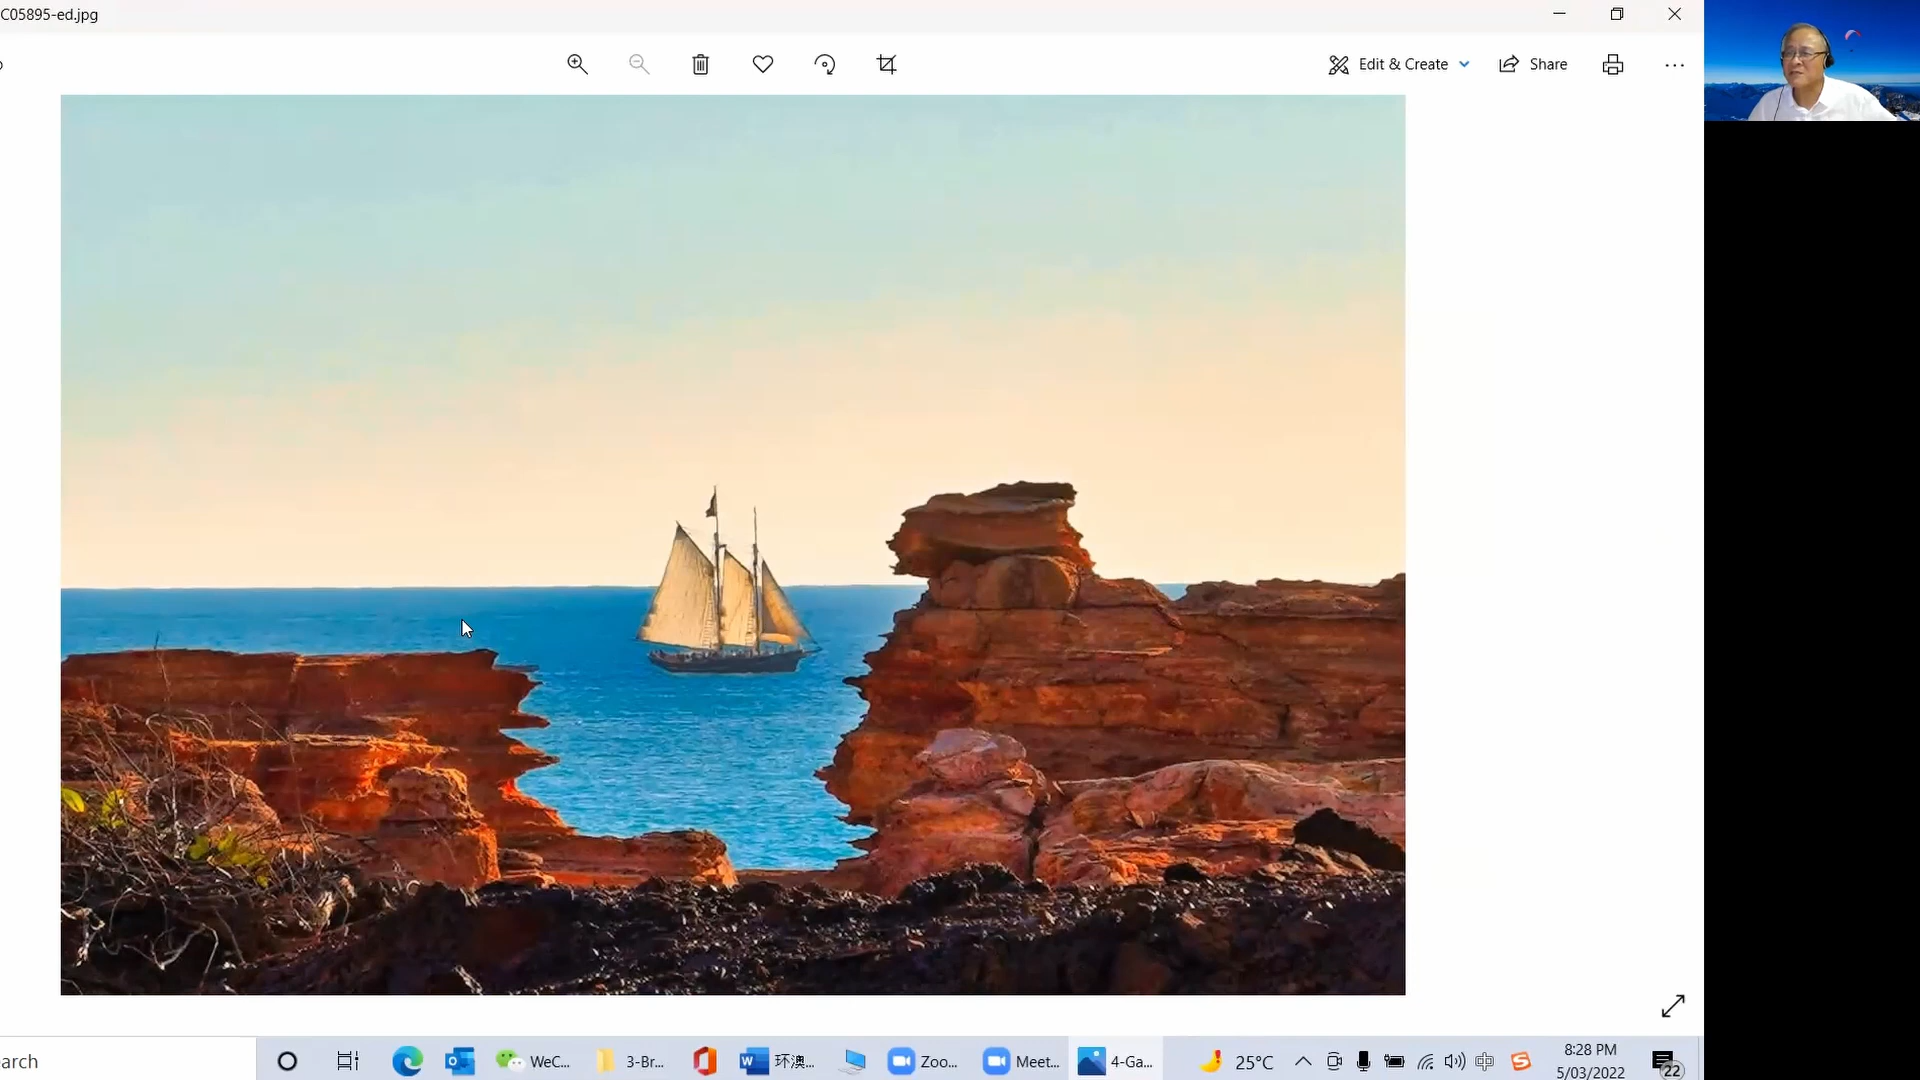 C05895-ed.jpg
Edit & Create
Share
arch
WeC...
3-Br...
环澳...
Zoo...
Meet...
4-Ga...
25°C
8:28 PM
5/03/2022
22